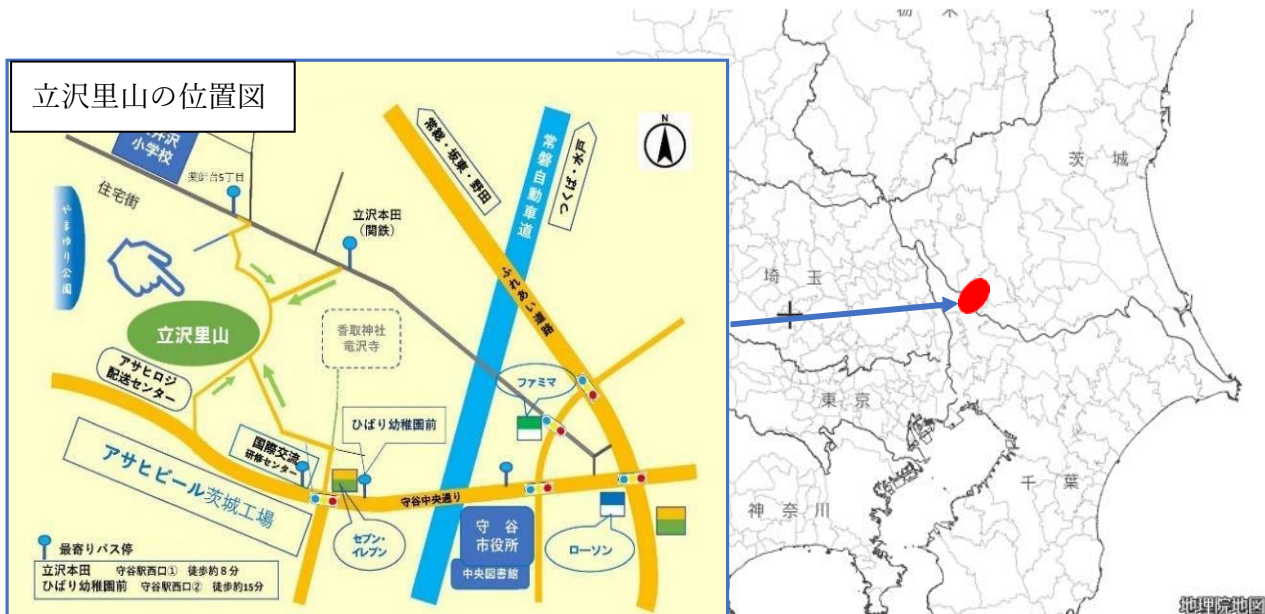 立沢里山の位置図
井沢
小学校
薬師台5丁目
住宅街
やまゆり公園
立沢本田
(関鉄)
常総・坂東・野田
常磐自動車道
つくば・水戸
N
ふれあい道路
立沢里山
香取神社
竜沢寺
アサヒロジ
配送センター
ファミマ
ひばり幼稚園前
国際交流
研修センター
アサヒビール茨城工場
守谷中央通り
セブン・
イレブン
守谷
市役所
中央図書館
ローソン
最寄りバス停
立沢本田 守谷駅西口① 徒歩約8分
ひばり幼稚園前 守谷駅西口② 徒歩約15分
茨城
埼玉
東京
千葉
神奈川
地理院地図